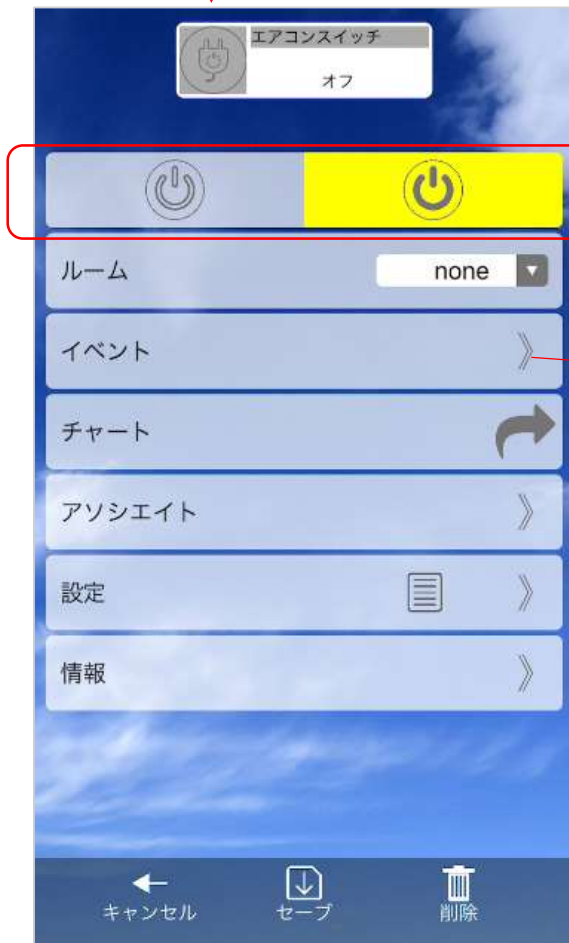 エアコンスイッチ
オフ
ルーム none
イベント
チャート
アソシエイト
設定
情報
キャンセル セーブ 削除